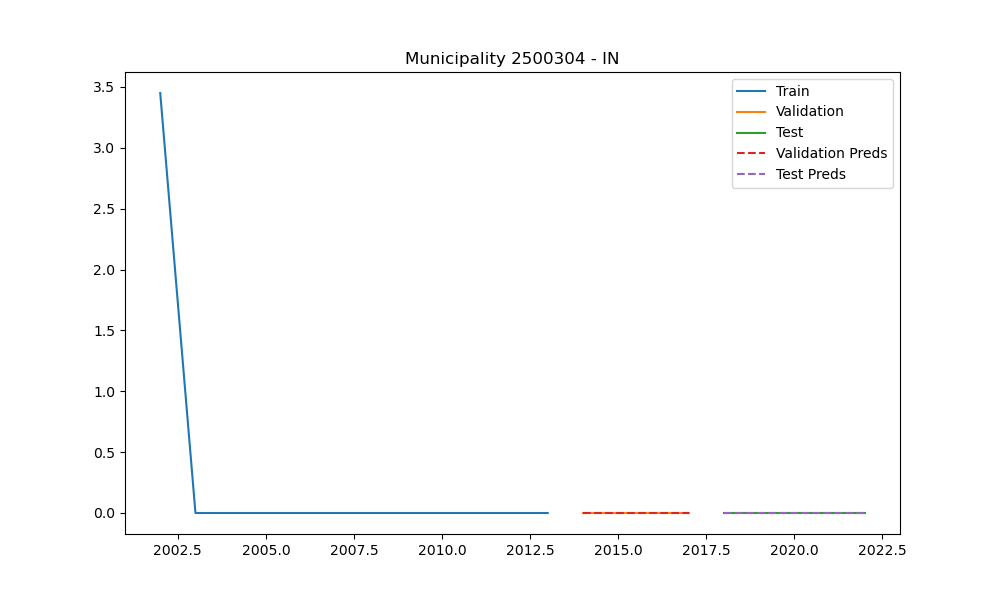 Municipality 2500304 - IN
Train
Validation
Test
Validation Preds
Test Preds
3.5
3.0
2.5
2.0
1.5
1.0
0.5
0.0
2002.5 2005.0 2007.5 2010.0 2012.5 2015.0 2017.5 2020.0 2022.5